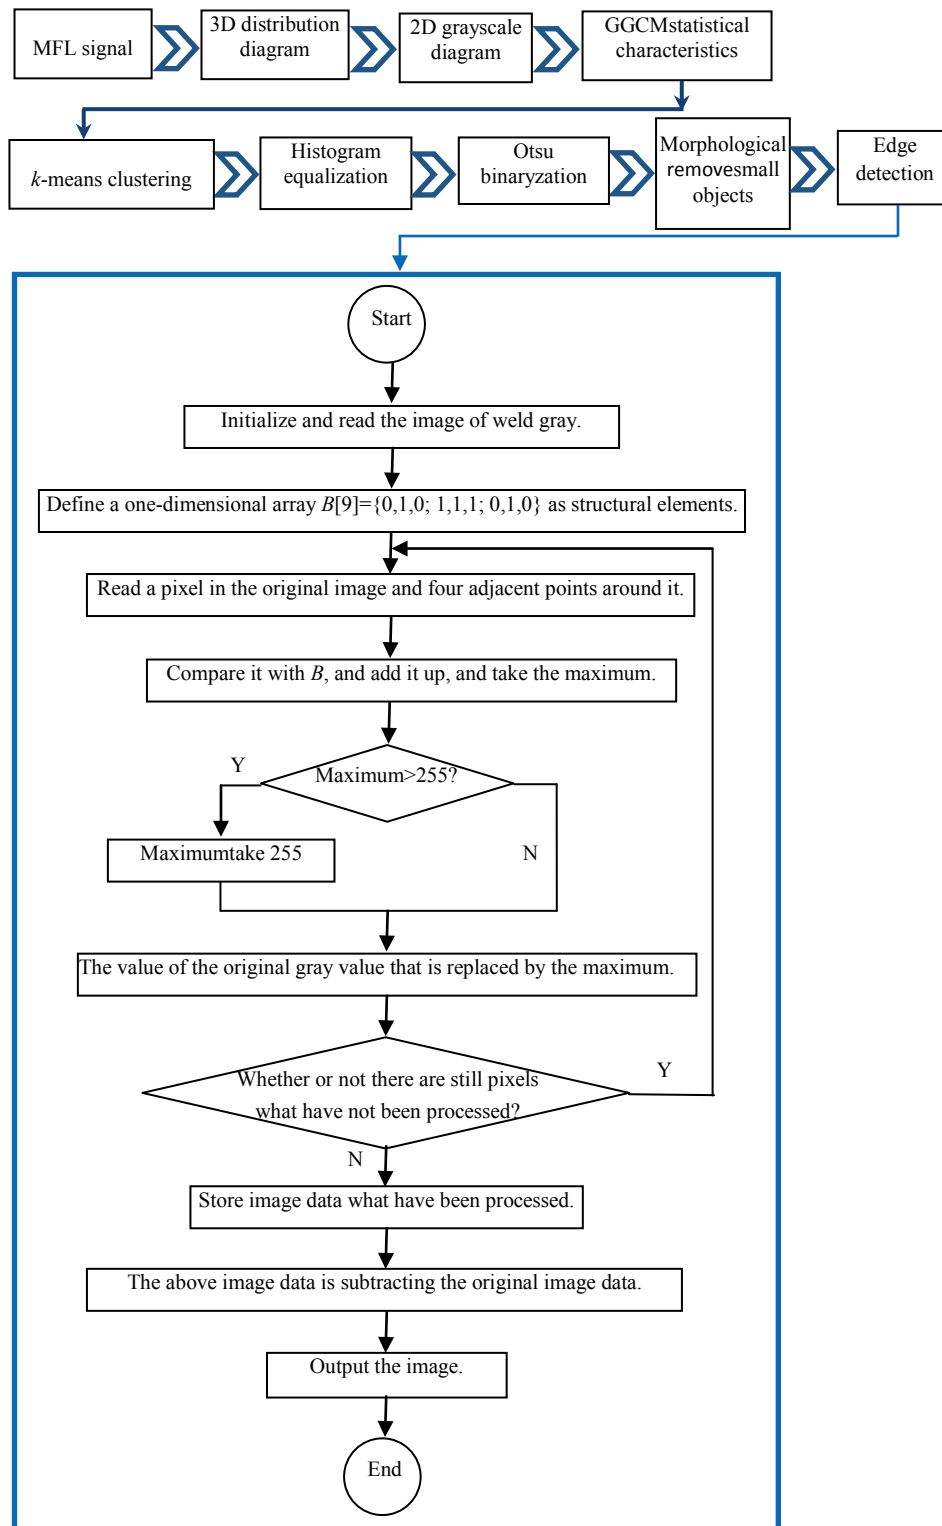 MFL signal
3D distribution
diagram
2D grayscale
diagram
GGCMstatistical
characteristics
k-means clustering
Histogram
equalization
Otsu
binaryzation
Morphological
removesmall
objects
Edge
detection
Start
Initialize and read the image of weld gray.
Define a one-dimensional array B[9]={0,1,0; 1,1,1; 0,1,0} as structural elements.
Read a pixel in the original image and four adjacent points around it.
Compare it with B, and add it up, and take the maximum.
Y
Maximum>255?
Maximumtake 255
N
The value of the original gray value that is replaced by the maximum.
Whether or not there are still pixels
what have not been processed?
Y
N
Store image data what have been processed.
The above image data is subtracting the original image data.
Output the image.
End